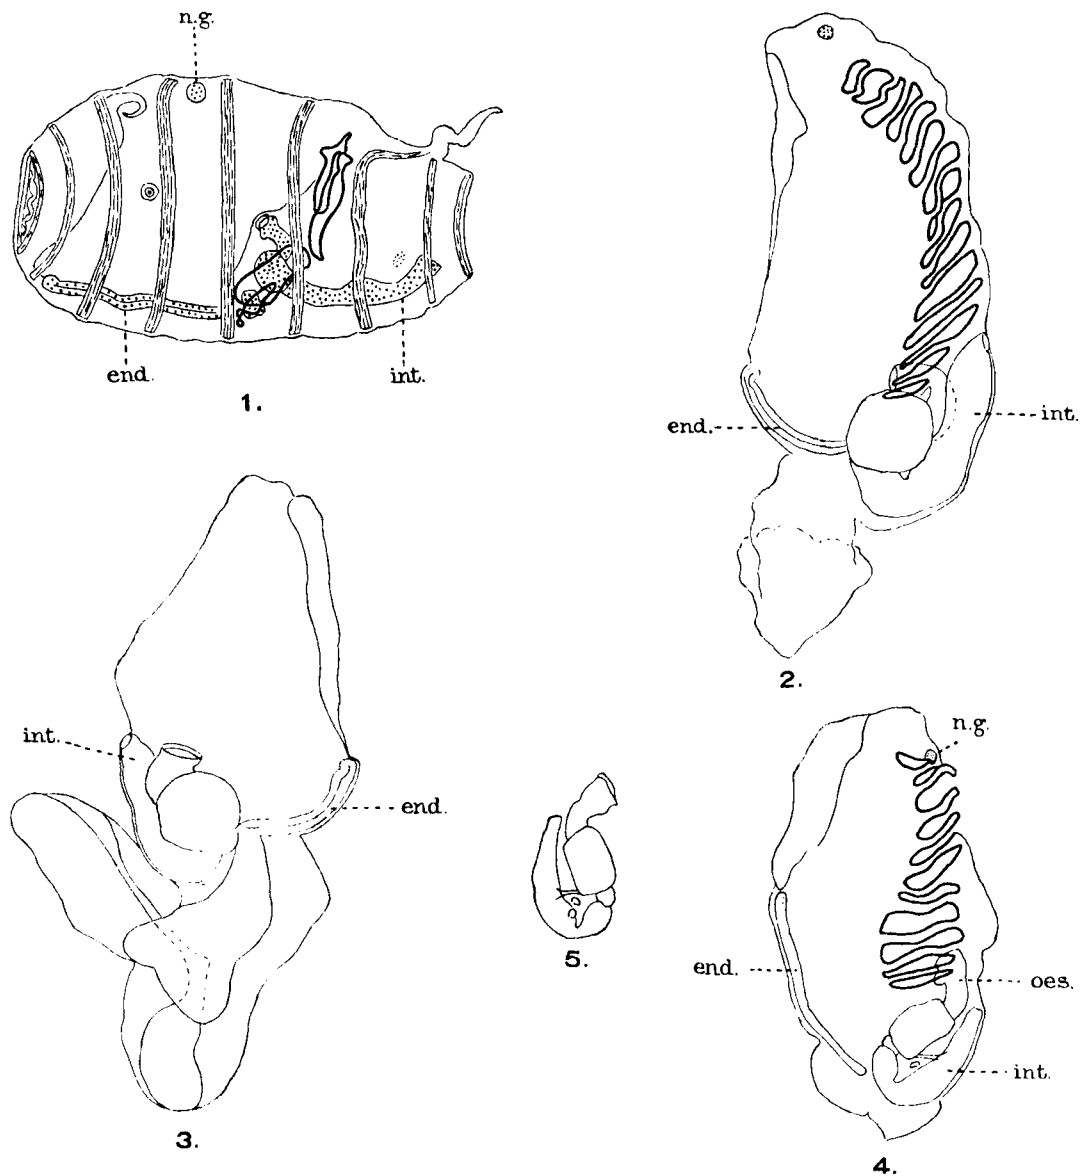 n.g.
end.
int.
1.
end.
int.
2.
int.
end.
3.
5.
n.g.
end.
oes.
int.
4.